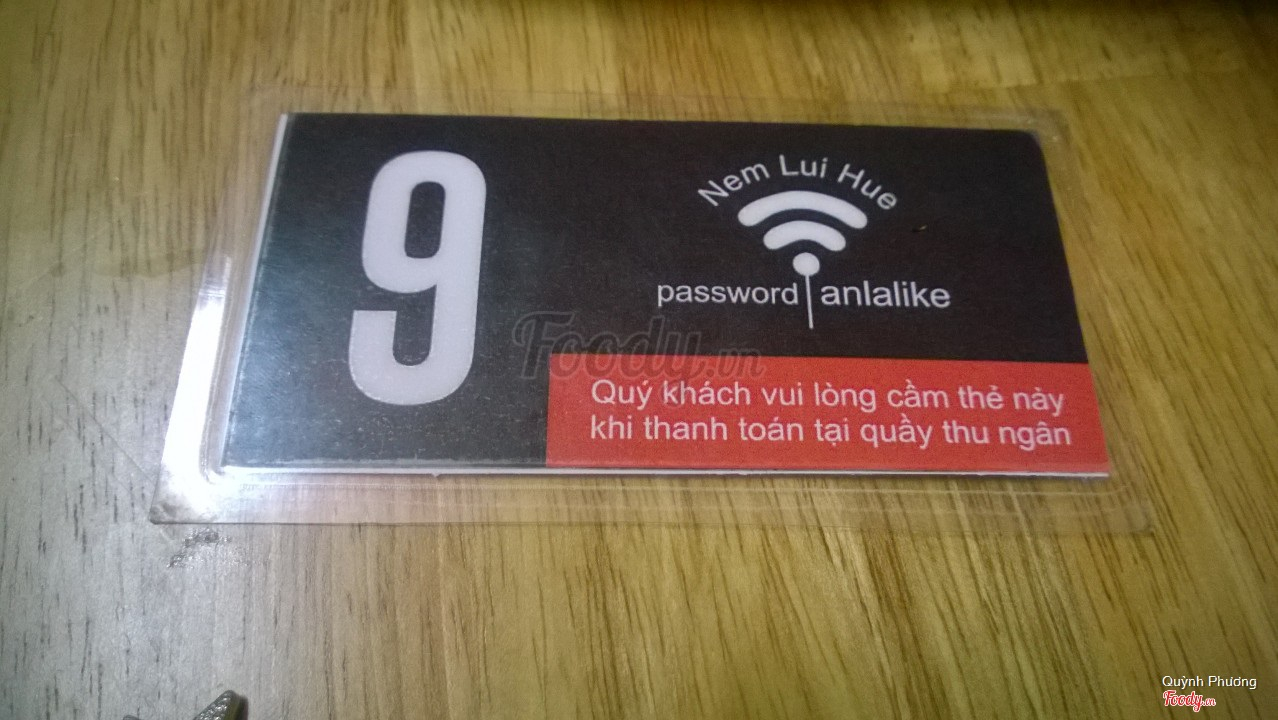 9
Nem Lui Hue
password anlalike
Quý khách vui lòng cầm thẻ này
khi thanh toán tại quầy thu ngân
Foody.vn
Quỳnh Phương
Foody.vn